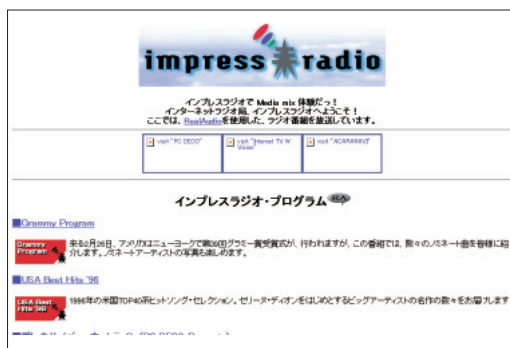 impress radio
インプレスラジオで Media mix 体験だっ！
インターネットラジオ局、インプレスラジオへようこそ！
ここでは、RealAudioを使用した、ラジオ番組を放送しています。
visit "PC DECO" visit "Internet TV W Vision"
インプレスラジオ・プログラム
■Grammy Program
Grammy Program
来る2月26日、アメリカはニューヨークで第39回グラミー賞受賞式が、行われますが、この番組では、数々のノミネート曲を皆様に紹
介します。ノミネートアーティストの写真も楽しめます。
■USA Best Hits '96
USA Best Hits '96
1996年の米国TOP40系ヒットソング・セレクション。セリーヌ・ディオンをはじめとするビッグアーティストの名作の数々をお届けします